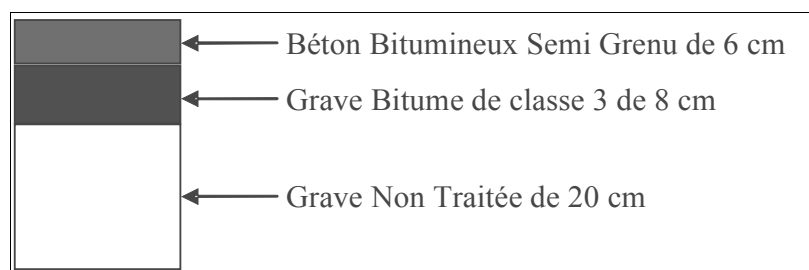 Béton Bitumineux Semi Grenu de 6 cm
Grave Bitume de classe 3 de 8 cm
Grave Non Traitée de 20 cm